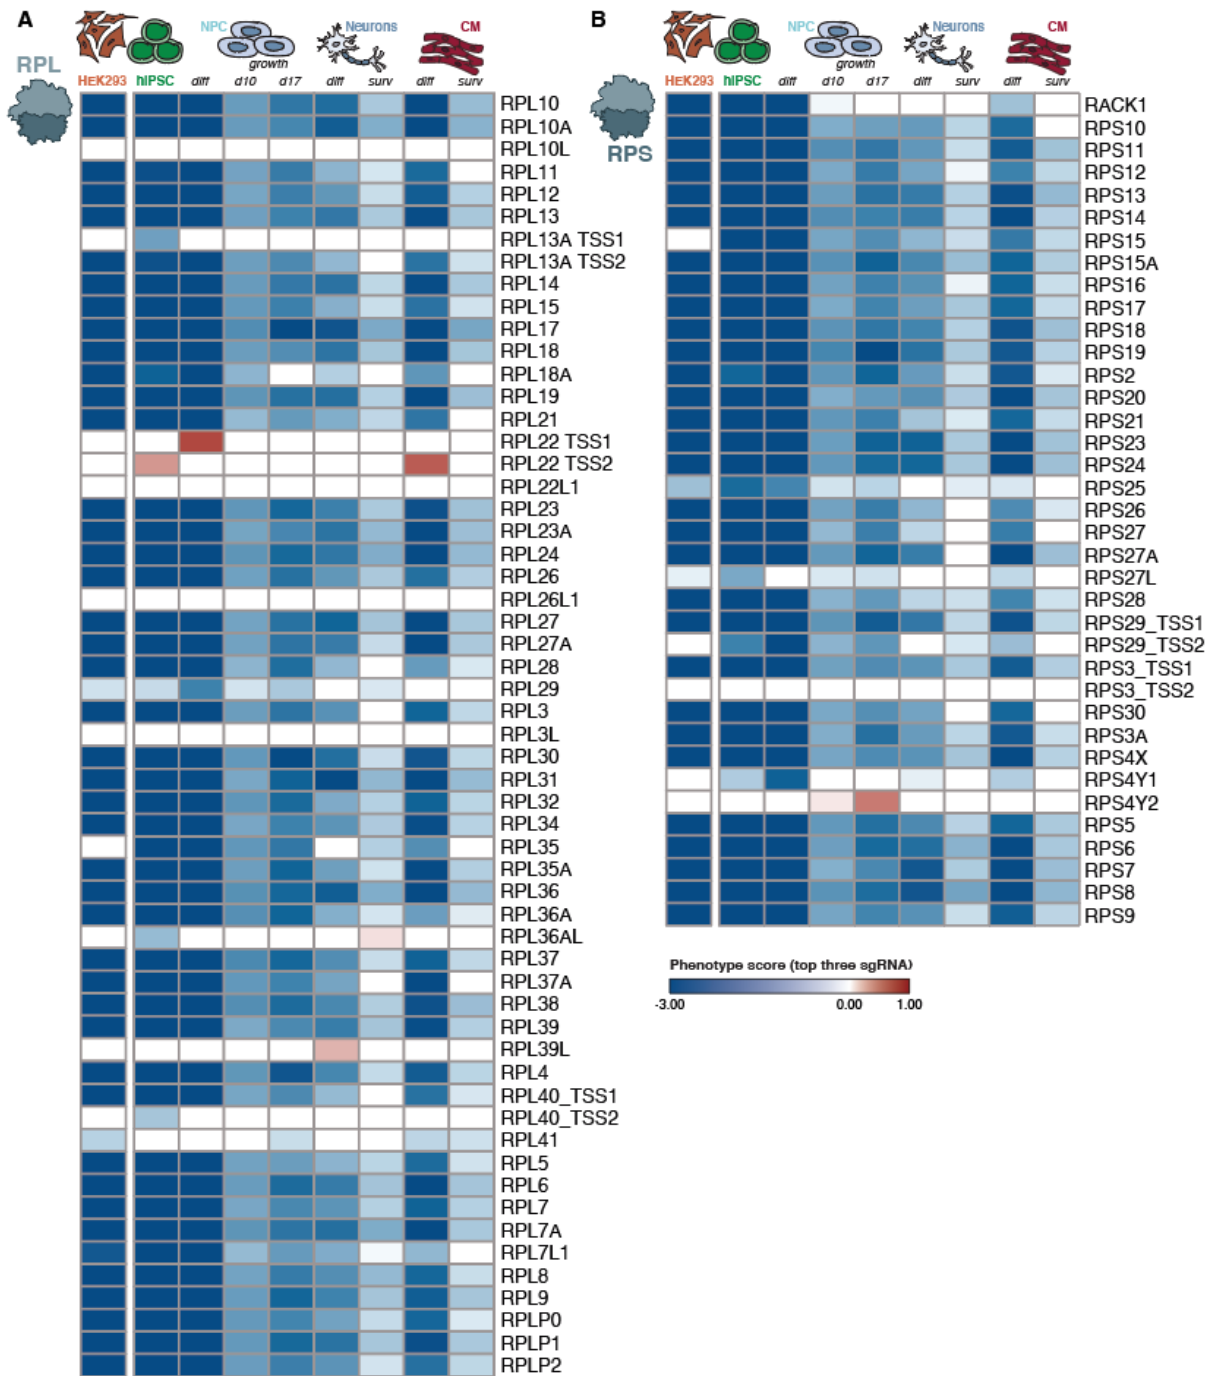 A
B
NPC
Neurons
CM
growth
RPL
HEK293
hIPSC
diff
d10
d17
diff
surv
diff
surv
RPL10
RPL10A
RPL10L
RPL11
RPL12
RPL13
RPL13A TSS1
RPL13A TSS2
RPL14
RPL15
RPL17
RPL18
RPL18A
RPL19
RPL21
RPL22 TSS1
RPL22 TSS2
RPL22L1
RPL23
RPL23A
RPL24
RPL26
RPL26L1
RPL27
RPL27A
RPL28
RPL29
RPL3
RPL3L
RPL30
RPL31
RPL32
RPL34
RPL35
RPL35A
RPL36
RPL36A
RPL36AL
RPL37
RPL37A
RPL38
RPL39
RPL39L
RPL4
RPL40_TSS1
RPL40_TSS2
RPL41
RPL5
RPL6
RPL7
RPL7A
RPL7L1
RPL8
RPL9
RPLP0
RPLP1
RPLP2
NPC
Neurons
CM
growth
HEK293
hIPSC
diff
d10
d17
diff
surv
diff
surv
RPS
RACK1
RPS10
RPS11
RPS12
RPS13
RPS14
RPS15
RPS15A
RPS16
RPS17
RPS18
RPS19
RPS2
RPS20
RPS21
RPS23
RPS24
RPS25
RPS26
RPS27
RPS27A
RPS27L
RPS28
RPS29_TSS1
RPS29_TSS2
RPS3_TSS1
RPS3_TSS2
RPS30
RPS3A
RPS4X
RPS4Y1
RPS4Y2
RPS5
RPS6
RPS7
RPS8
RPS9
Phenotype score (top three sgRNA)
-3.00 0.00 1.00